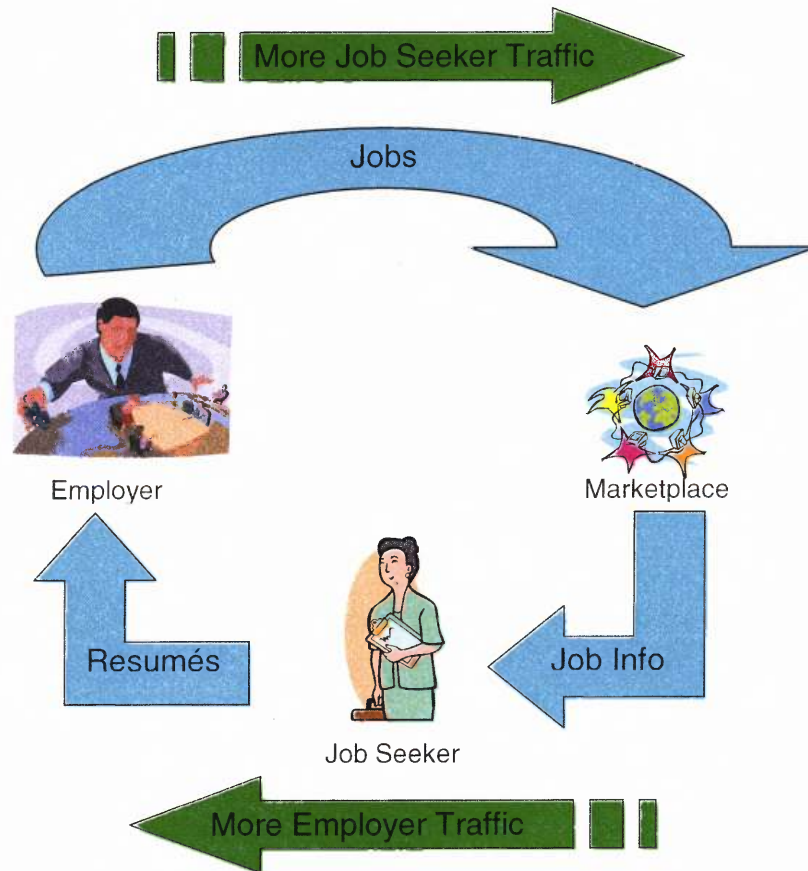 More Job Seeker Traffic
Jobs
Employer
Marketplace
Resumés
Job Info
Job Seeker
More Employer Traffic